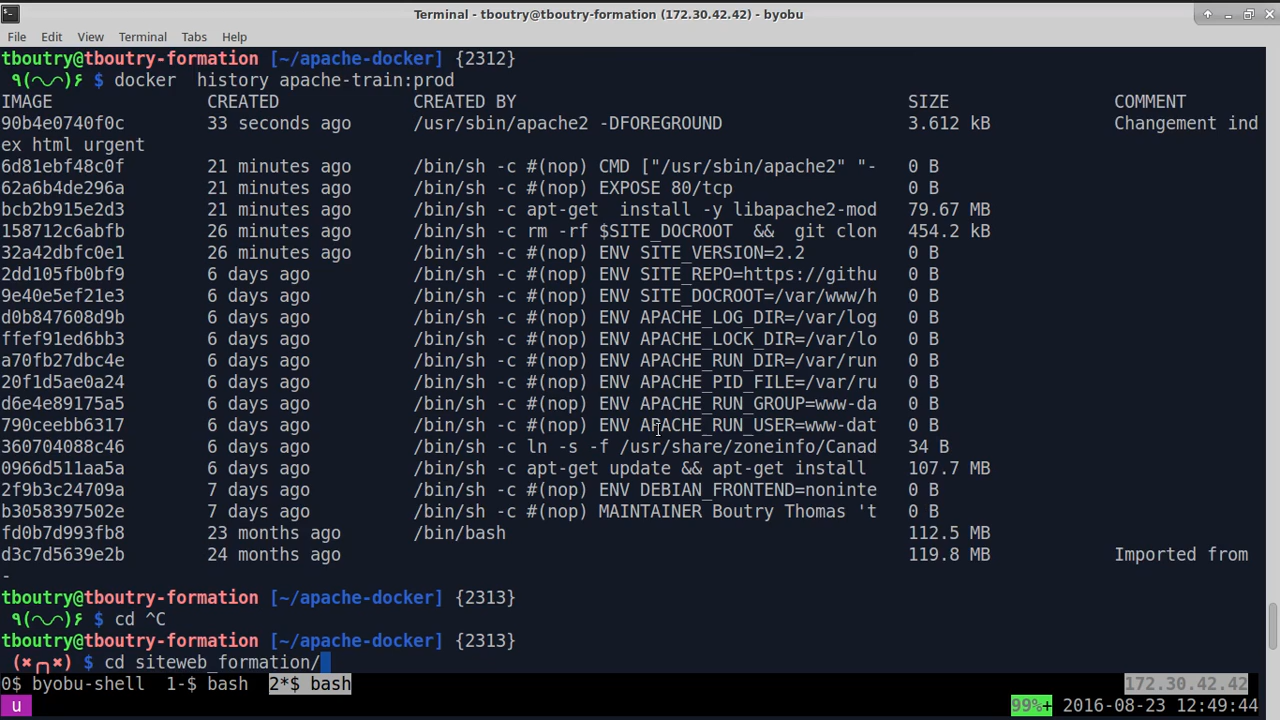 Terminal - tboutry@tboutry-formation (172.30.42.42) - byobu
File Edit View Terminal Tabs Help
tboutry@tboutry-formation [~/apache-docker] {2312}
٩(◡◡)۶ $ docker  history apache-train:prod
IMAGE CREATED CREATED BY SIZE COMMENT
90b4e0740f0c 33 seconds ago /usr/sbin/apache2 -DFOREGROUND 3.612 kB Changement ind
ex html urgent
6d81ebf48c0f 21 minutes ago /bin/sh -c #(nop) CMD ["/usr/sbin/apache2" "- 0 B
62a6b4de296a 21 minutes ago /bin/sh -c #(nop) EXPOSE 80/tcp 0 B
bcb2b915e2d3 21 minutes ago /bin/sh -c apt-get  install -y libapache2-mod 79.67 MB
158712c6abfb 26 minutes ago /bin/sh -c rm -rf $SITE_DOCROOT  &&  git clon 454.2 kB
32a42dbfc0e1 26 minutes ago /bin/sh -c #(nop) ENV SITE_VERSION=2.2 0 B
2dd105fb0bf9 6 days ago /bin/sh -c #(nop) ENV SITE_REPO=https://githu 0 B
9e40e5ef21e3 6 days ago /bin/sh -c #(nop) ENV SITE_DOCROOT=/var/www/h 0 B
d0b847608d9b 6 days ago /bin/sh -c #(nop) ENV APACHE_LOG_DIR=/var/log 0 B
ffef91ed6bb3 6 days ago /bin/sh -c #(nop) ENV APACHE_LOCK_DIR=/var/lo 0 B
a70fb27dbc4e 6 days ago /bin/sh -c #(nop) ENV APACHE_RUN_DIR=/var/run 0 B
20f1d5ae0a24 6 days ago /bin/sh -c #(nop) ENV APACHE_PID_FILE=/var/ru 0 B
d6e4e89175a5 6 days ago /bin/sh -c #(nop) ENV APACHE_RUN_GROUP=www-da 0 B
790ceebb6317 6 days ago /bin/sh -c #(nop) ENV APACHE_RUN_USER=www-dat 0 B
360704088c46 6 days ago /bin/sh -c ln -s -f /usr/share/zoneinfo/Canad 34 B
0966d511aa5a 6 days ago /bin/sh -c apt-get update && apt-get install 107.7 MB
2f9b3c24709a 7 days ago /bin/sh -c #(nop) ENV DEBIAN_FRONTEND=noninte 0 B
b3058397502e 7 days ago /bin/sh -c #(nop) MAINTAINER Boutry Thomas 't 0 B
fd0b7d993fb8 23 months ago /bin/bash 112.5 MB
d3c7d5639e2b 24 months ago 119.8 MB Imported from
-
tboutry@tboutry-formation [~/apache-docker] {2313}
٩(◡◡)۶ $ cd ^C
tboutry@tboutry-formation [~/apache-docker] {2313}
(✖╭╮✖) $ cd siteweb_formation/
0$ byobu-shell 1-$ bash 2*$ bash 172.30.42.42
u 99%+ 2016-08-23 12:49:44